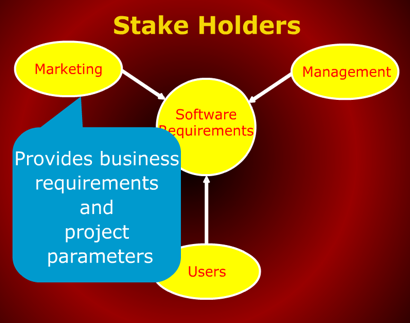 Stake Holders
Marketing
Management
Software
Requirements
Provides business
requirements
and
project
parameters
Users